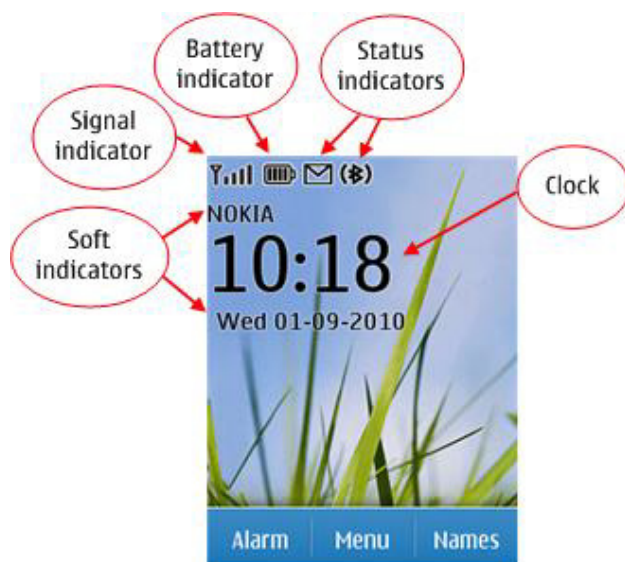 Battery
indicator
Status
indicators
Signal
indicator
Clock
Soft
indicators
NOKIA
10:18
Wed 01-09-2010
Alarm Menu Names